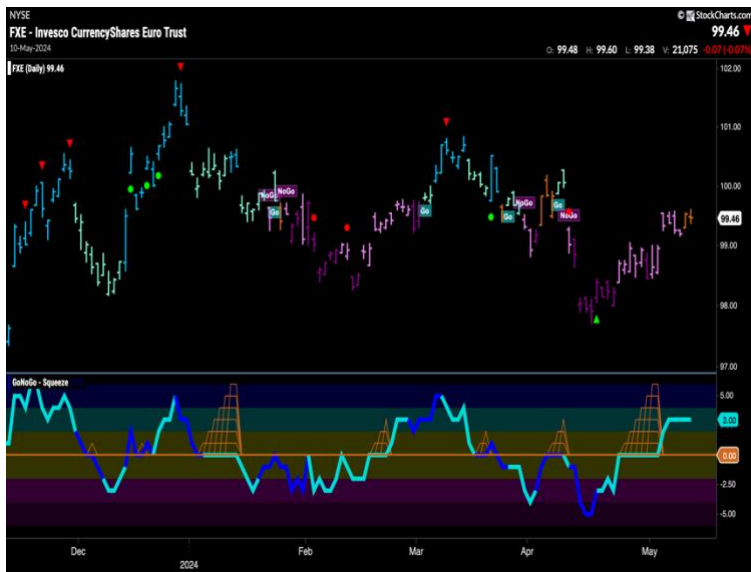 NYSE
© StockCharts.com
FXE - Invesco CurrencyShares Euro Trust
99.46
10-May-2024
O: 99.48 H: 99.60 L: 99.38 V: 21,075 -0.07 (-0.07%)
FXE (Daily) 99.46
102.00
101.00
100.00
NoGo
NoGo
Go
Go
Go
NoGo
Go
NoGo
99.46
99.00
98.00
97.00
GoNoGo - Squeeze
5.00
3.00
0.00
-2.50
-5.00
Dec
2024
Feb
Mar
Apr
May